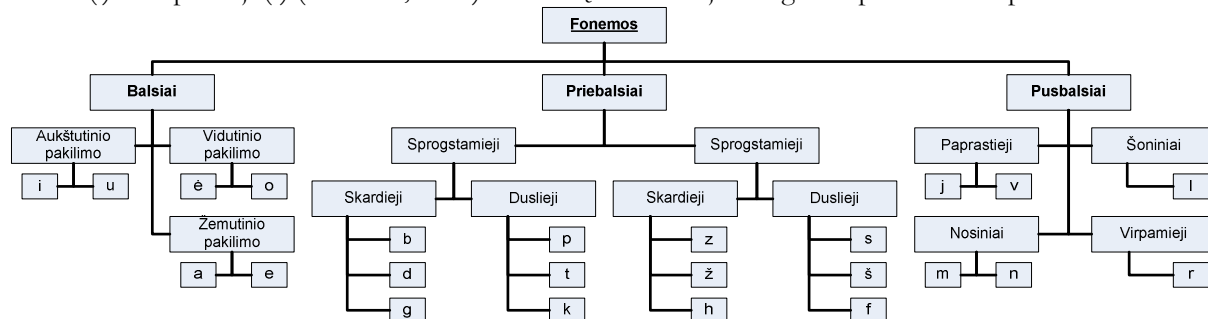 Fonemos
Balsiai
Priebalsiai
Pusbalsiai
Aukštutinio
pakilimo
Vidutinio
pakilimo
Sprogstamieji
Sprogstamieji
Paprastieji
Šoniniai
i
u
ė
o
j
v
l
Skardieji
Duslieji
Skardieji
Duslieji
Žemutinio
pakilimo
b
p
z
s
Nosiniai
Virpamieji
a
e
d
t
ž
š
m
n
r
g
k
h
f